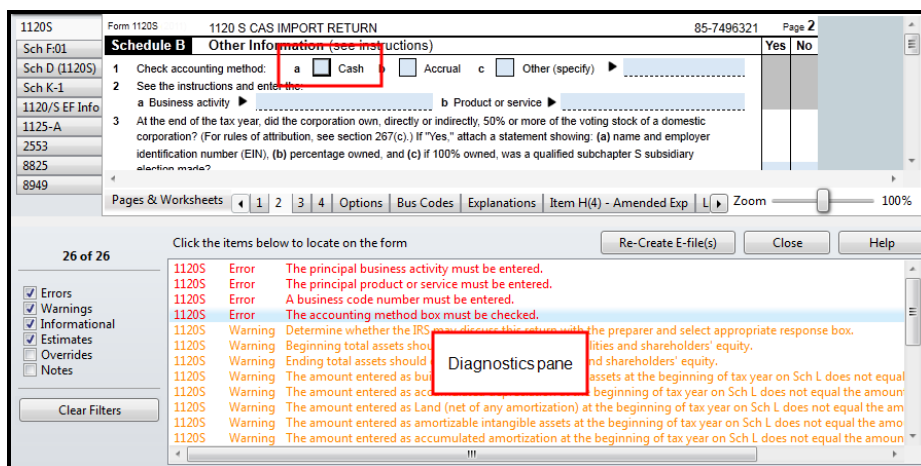 1120S
Sch F:01
Sch D (1120S)
Sch K-1
1120/S EF Info
1125-A
2553
8825
8949
Form 1120S 1120 S CAS IMPORT RETURN 85-7496321 Page 2
Schedule B Other Information (see instructions) Yes No
1 Check accounting method: a Cash b Accrual c Other (specify) ▶
2 See the instructions and enter the:
a Business activity ▶ b Product or service ▶
3 At the end of the tax year, did the corporation own, directly or indirectly, 50% or more of the voting stock of a domestic
corporation? (For rules of attribution, see section 267(c).) If "Yes," attach a statement showing: (a) name and employer
identification number (EIN), (b) percentage owned, and (c) if 100% owned, was a qualified subchapter S subsidiary
election made?
Pages & Worksheets 1 2 3 4 Options Bus Codes Explanations Item H(4) - Amended Exp L Zoom 100%
26 of 26
Errors
Warnings
Informational
Estimates
Overrides
Notes
Clear Filters
Click the items below to locate on the form Re-Create E-file(s) Close Help
1120S Error The principal business activity must be entered.
1120S Error The principal product or service must be entered.
1120S Error A business code number must be entered.
1120S Error The accounting method box must be checked.
1120S Warning Determine whether the IRS may discuss this return with the preparer and select appropriate response box.
1120S Warning Beginning total assets shou lities and shareholders' equity.
1120S Warning Ending total assets should nd shareholders' equity.
1120S Warning The amount entered as bui assets at the beginning of tax year on Sch L does not equal
1120S Warning The amount entered as acc beginning of tax year on Sch L does not equal the amoun
1120S Warning The amount entered as Land (net of any amortization) at the beginning of tax year on Sch L does not equal the am
1120S Warning The amount entered as amortizable intangible assets at the beginning of tax year on Sch L does not equal the amo
1120S Warning The amount entered as accumulated amortization at the beginning of tax year on Sch L does not equal the amount
Diagnostics pane